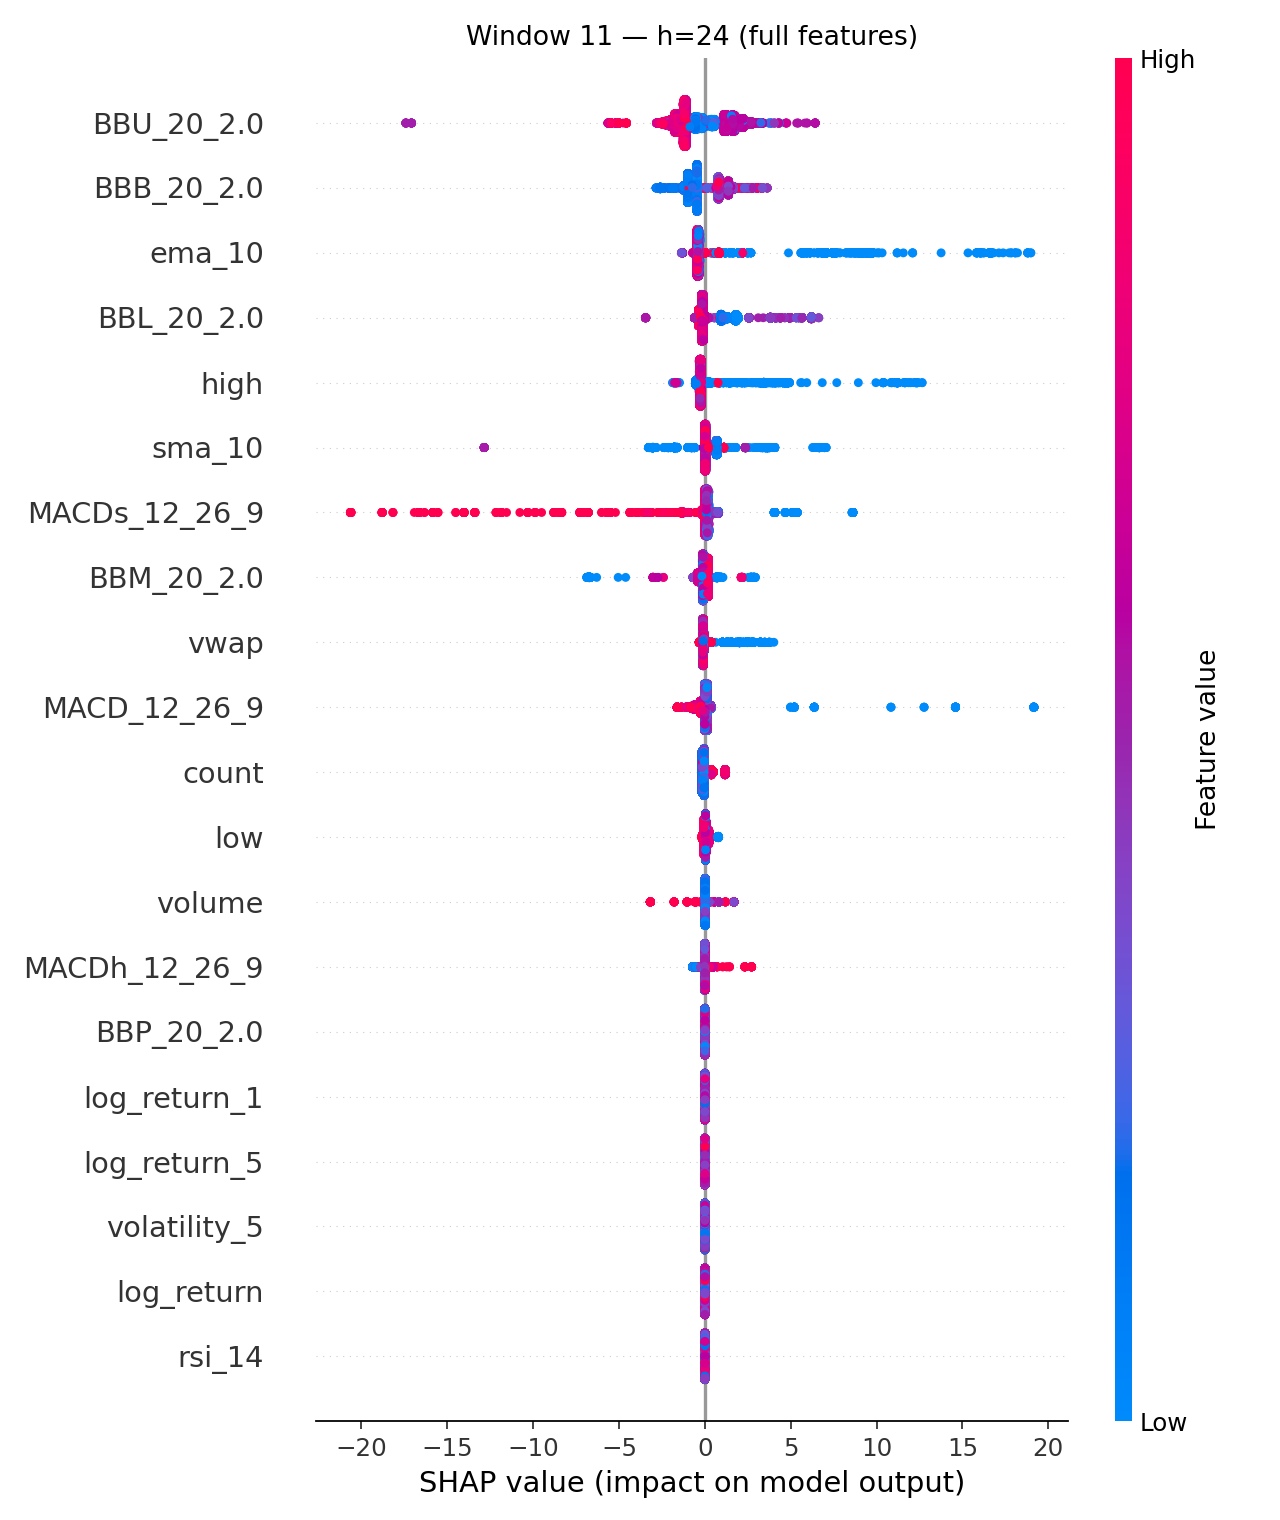 Window 11 — h=24 (full features)
High
BBU_20_2.0
BBB_20_2.0
ema_10
BBL_20_2.0
high
sma_10
MACDs_12_26_9
BBM_20_2.0
vwap
MACD_12_26_9
count
low
volume
MACDh_12_26_9
BBP_20_2.0
log_return_1
log_return_5
volatility_5
log_return
rsi_14
Feature value
Low
−20 −15 −10 −5 0 5 10 15 20
SHAP value (impact on model output)